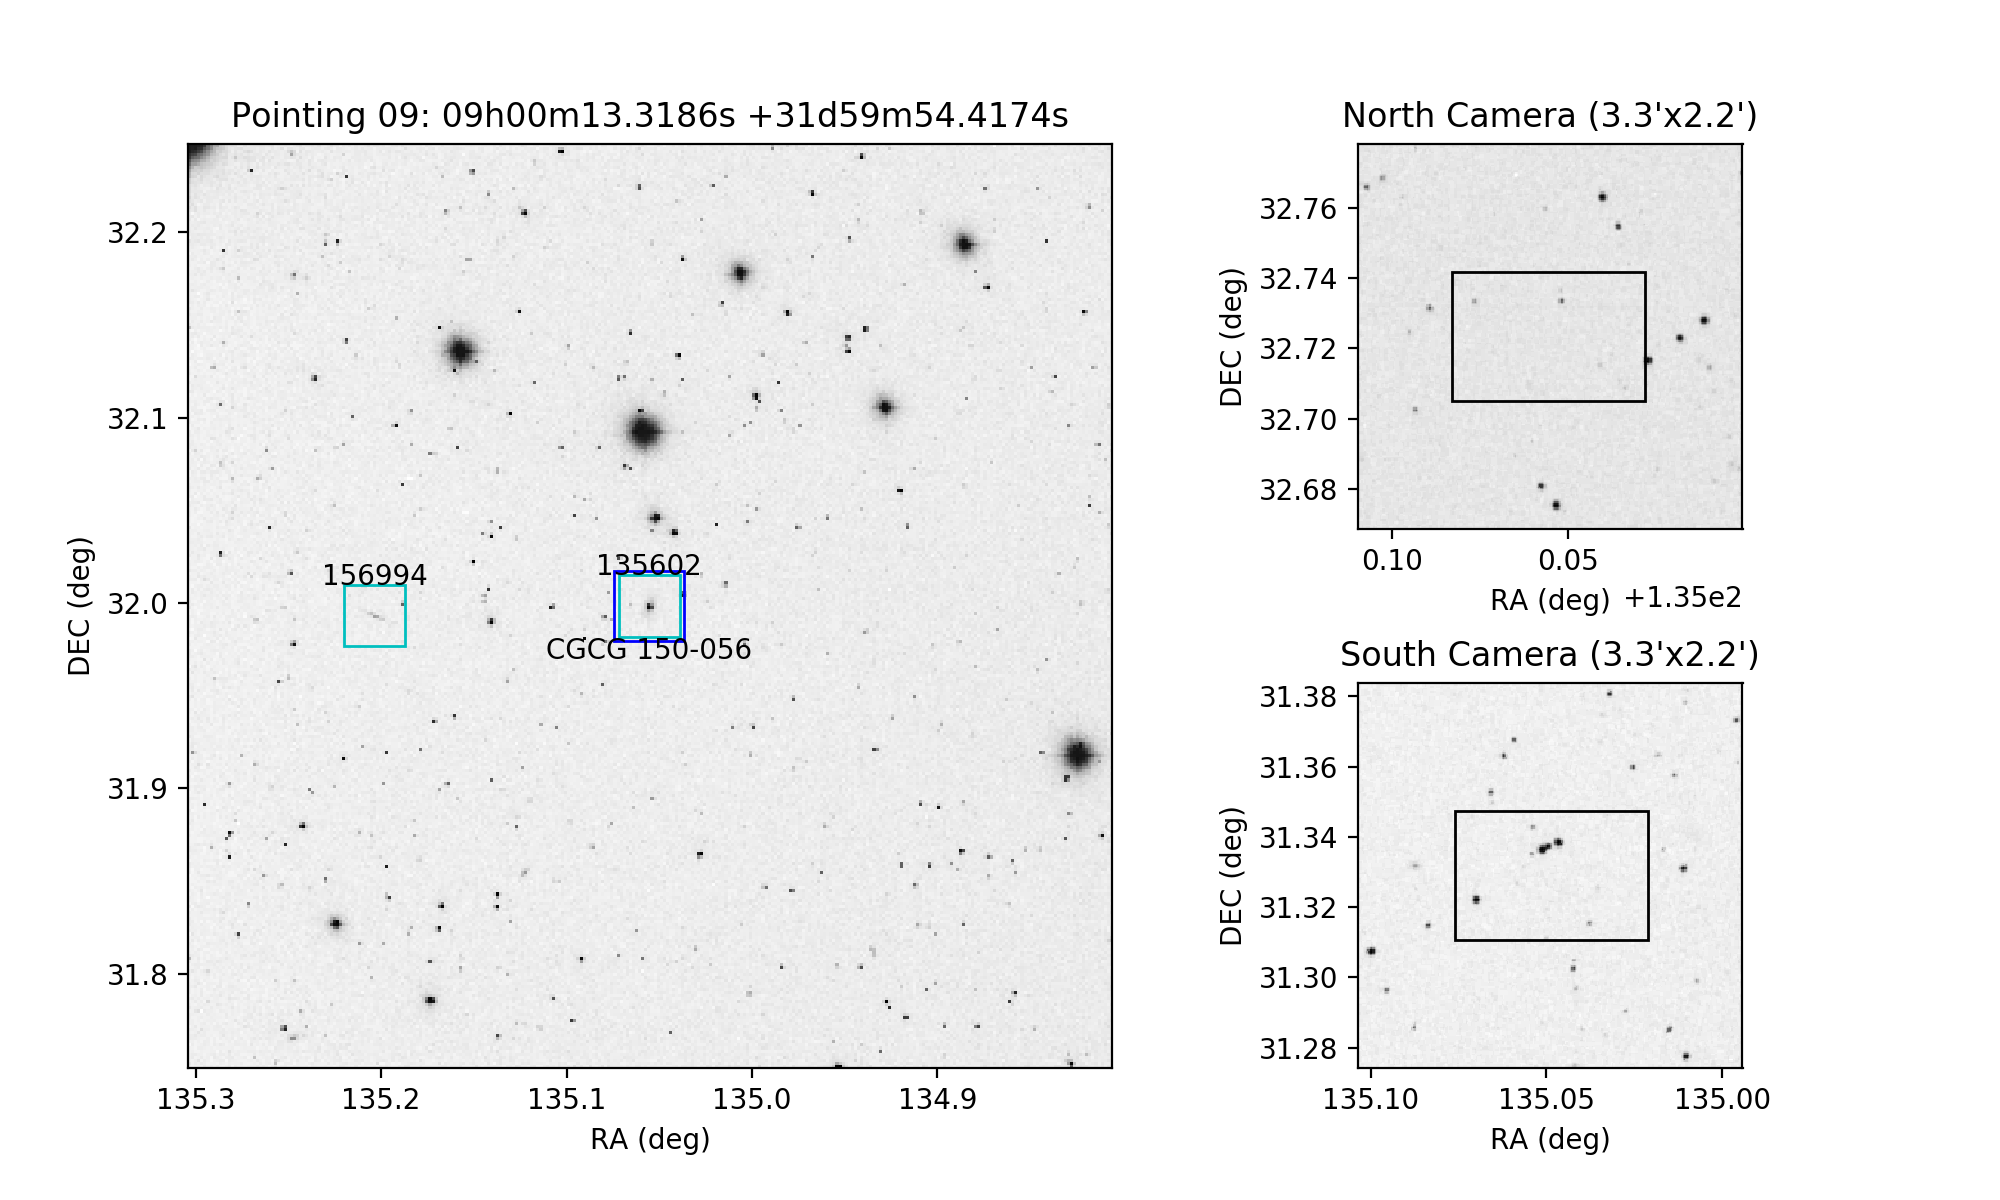 Pointing 09: 09h00m13.3186s +31d59m54.4174s
DEC (deg)
32.2
32.1
32.0
31.9
31.8
156994
135602
CGCG 150-056
135.3
135.2
135.1
135.0
134.9
RA (deg)
North Camera (3.3'x2.2')
DEC (deg)
32.76
32.74
32.72
32.70
32.68
0.10
0.05
RA (deg)
+1.35e2
South Camera (3.3'x2.2')
DEC (deg)
31.38
31.36
31.34
31.32
31.30
31.28
135.10
135.05
135.00
RA (deg)